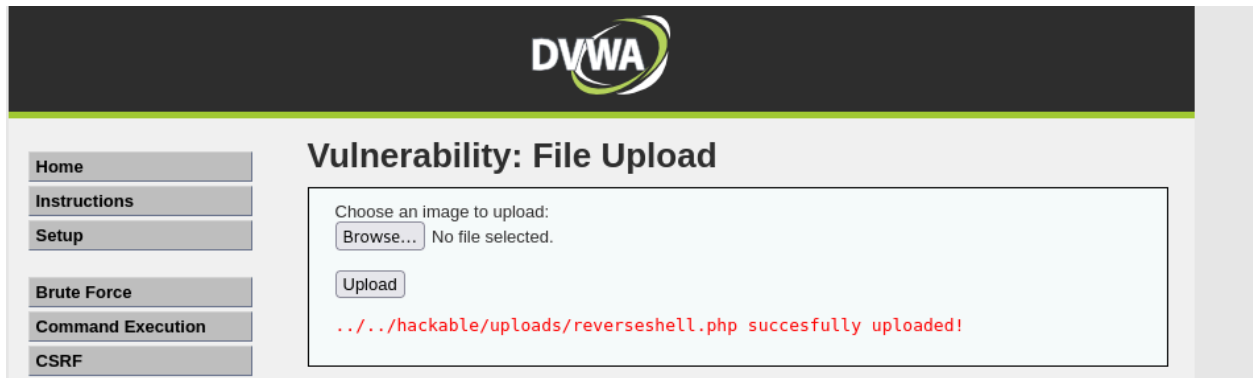 DVWA
Home
Instructions
Setup
Brute Force
Command Execution
CSRF
Vulnerability: File Upload
Choose an image to upload:
Browse... No file selected.
Upload
../../hackable/uploads/reverseshell.php succesfully uploaded!